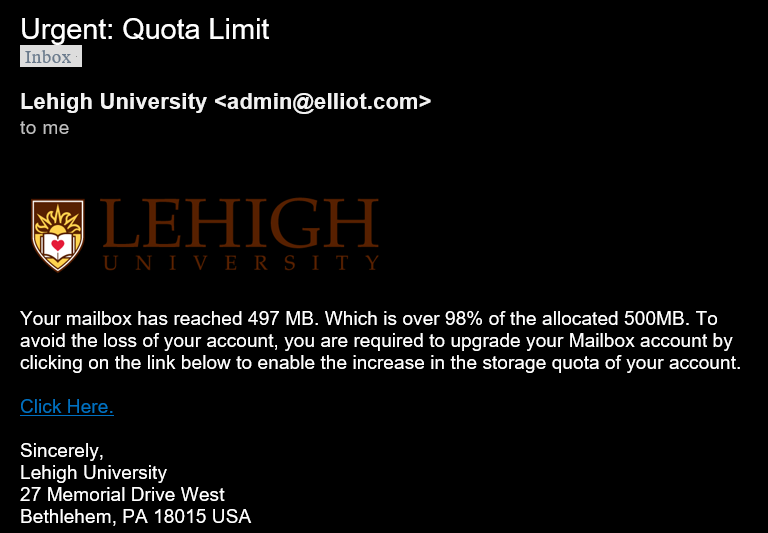 Urgent: Quota Limit
Inbox
Lehigh University <admin@elliot.com>
to me
LEHIGH
UNIVERSITY
Your mailbox has reached 497 MB. Which is over 98% of the allocated 500MB. To
avoid the loss of your account, you are required to upgrade your Mailbox account by
clicking on the link below to enable the increase in the storage quota of your account.
Click Here.
Sincerely,
Lehigh University
27 Memorial Drive West
Bethlehem, PA 18015 USA